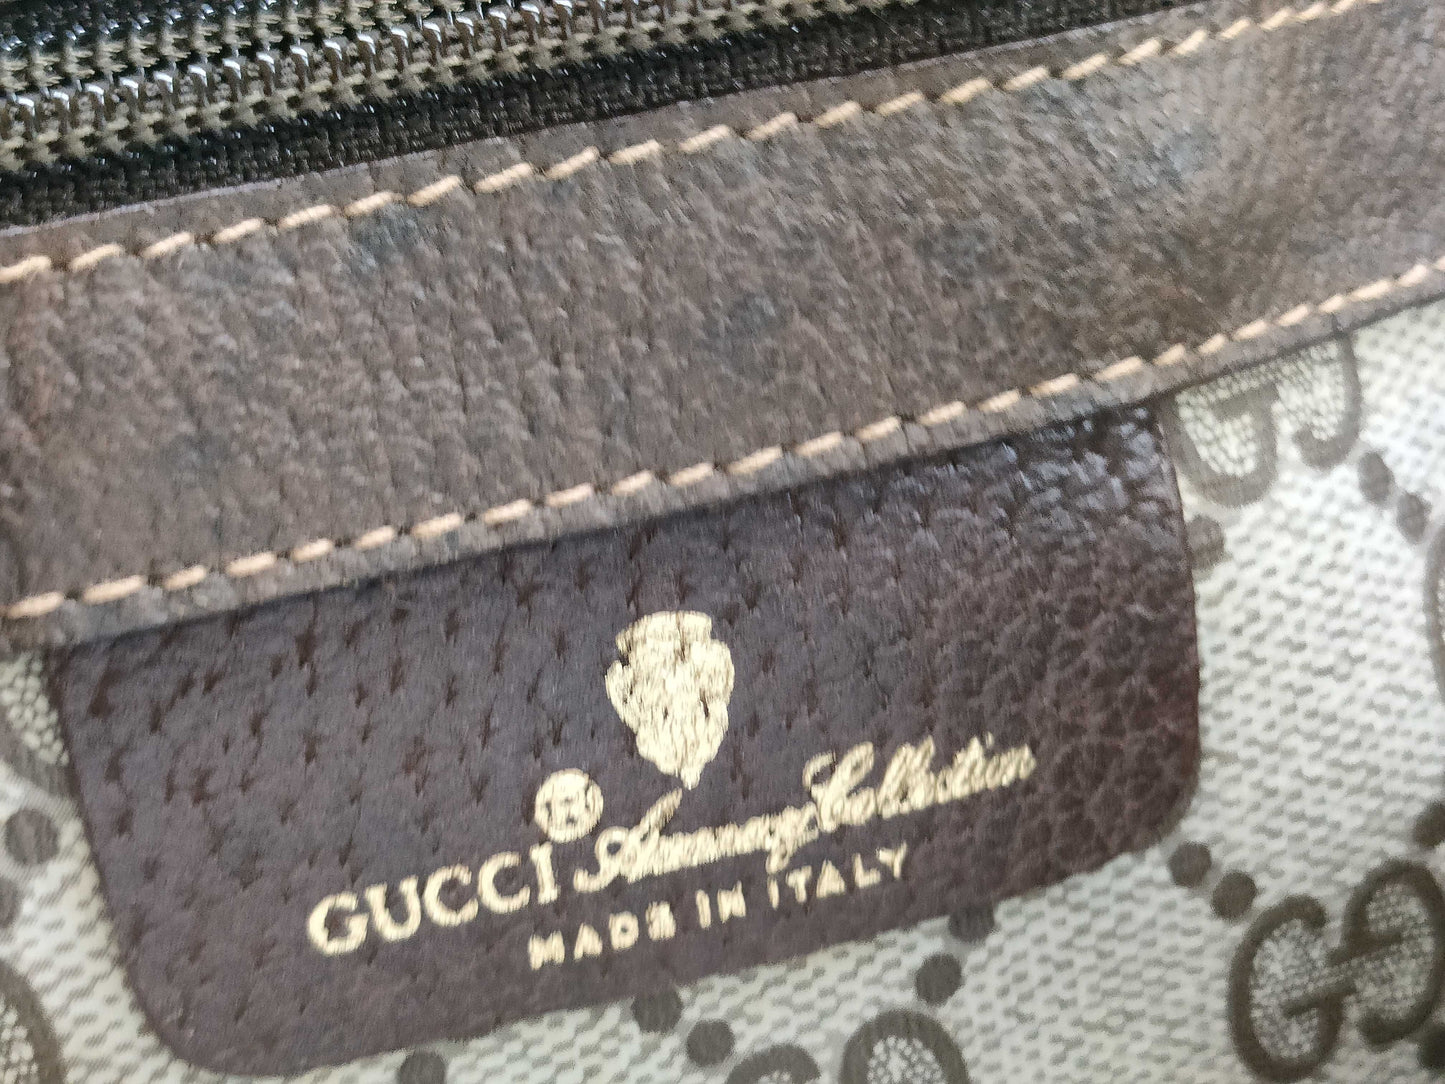 GUCCI ® Accessory Collection
MADE IN ITALY